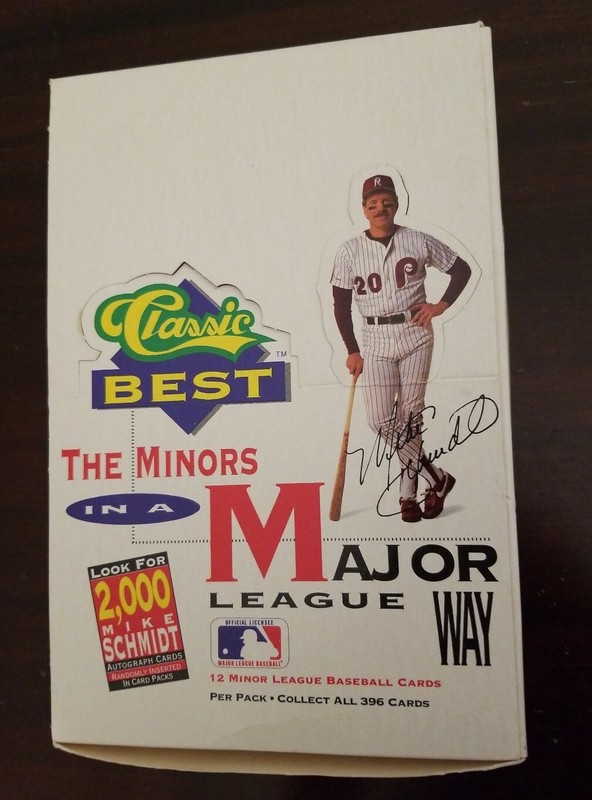 R
20 P
Classic
BEST
TM
Mike Schmidt
THE MINORS
IN A
MAJOR
LEAGUE
WAY
LOOK FOR
2,000
MIKE
SCHMIDT
AUTOGRAPH CARDS
RANDOMLY INSERTED
IN CARD PACKS
OFFICIAL LICENSEE
MAJOR LEAGUE BASEBALL
12 MINOR LEAGUE BASEBALL CARDS
PER PACK • COLLECT ALL 396 CARDS